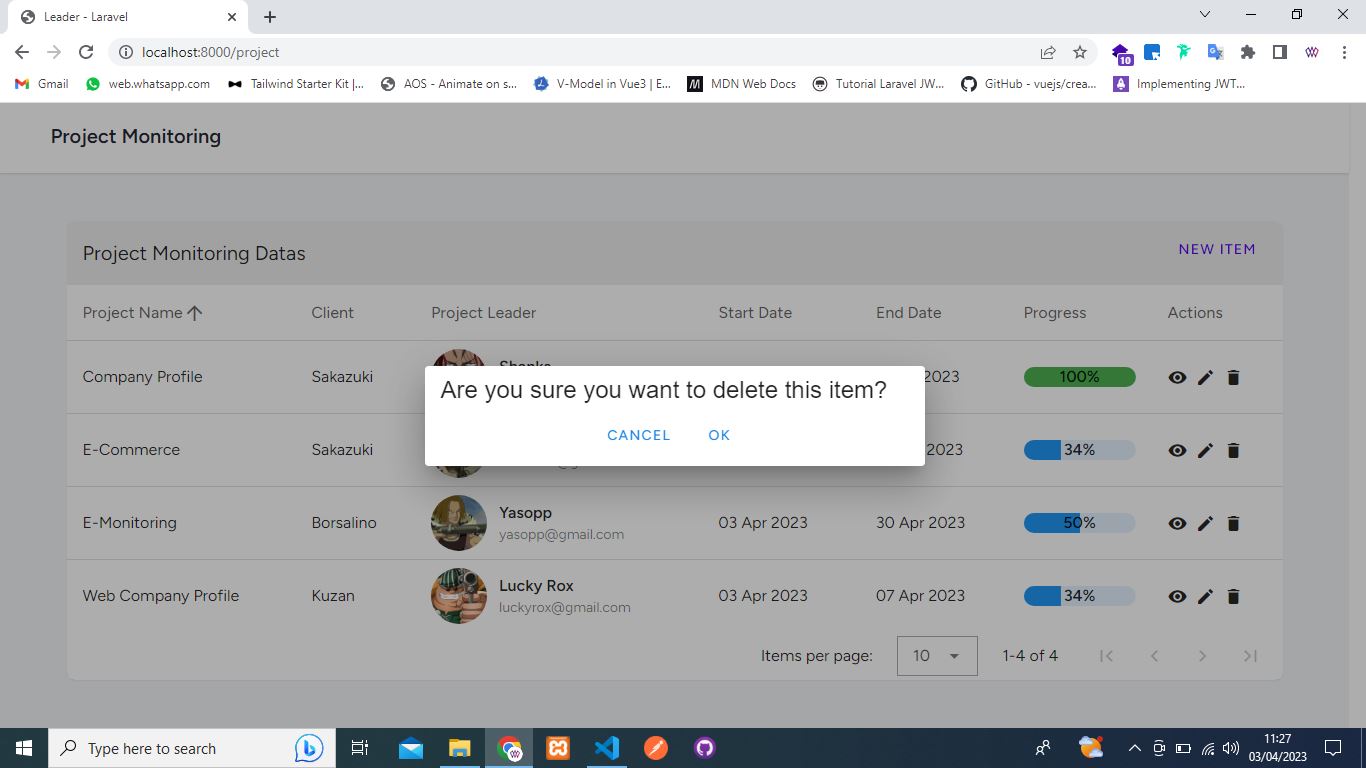 Leader - Laravel
localhost:8000/project
10
Gmail web.whatsapp.com Tailwind Starter Kit |... AOS - Animate on s... V-Model in Vue3 | E... MDN Web Docs Tutorial Laravel JW... GitHub - vuejs/crea... Implementing JWT...
Project Monitoring
Project Monitoring Datas NEW ITEM
Project Name Client Project Leader Start Date End Date Progress Actions
Company Profile Sakazuki 2023 100%
Are you sure you want to delete this item?
CANCEL OK
E-Commerce Sakazuki 2023 34%
E-Monitoring Borsalino Yasopp 03 Apr 2023 30 Apr 2023 50%
yasopp@gmail.com
Web Company Profile Kuzan Lucky Rox 03 Apr 2023 07 Apr 2023 34%
luckyrox@gmail.com
Items per page: 10 1-4 of 4
Type here to search
11:27
03/04/2023